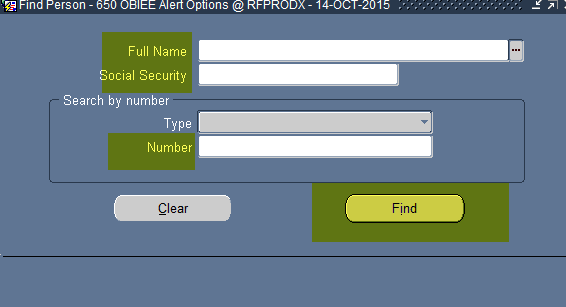 Find Person - 650 OBIEE Alert Options @ RFPRODX - 14-OCT-2015
Full Name
Social Security
Search by number
Type
Number
Clear
Find